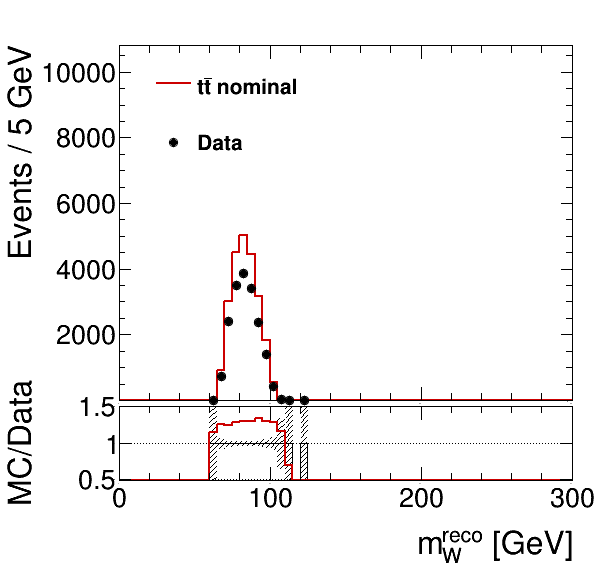 Events / 5 GeV
10000
8000
6000
4000
2000
tt̄ nominal
Data
MC/Data
1.5
1
0.5
0 100 200 300
m_W^reco [GeV]